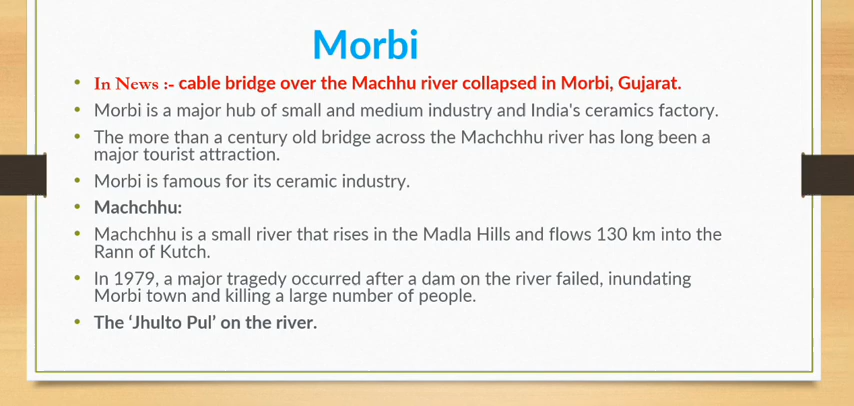 Morbi
• In News :- cable bridge over the Machhu river collapsed in Morbi, Gujarat.
• Morbi is a major hub of small and medium industry and India's ceramics factory.
• The more than a century old bridge across the Machchhu river has long been a
major tourist attraction.
• Morbi is famous for its ceramic industry.
• Machchhu:
• Machchhu is a small river that rises in the Madla Hills and flows 130 km into the
Rann of Kutch.
• In 1979, a major tragedy occurred after a dam on the river failed, inundating
Morbi town and killing a large number of people.
• The ‘Jhulto Pul’ on the river.